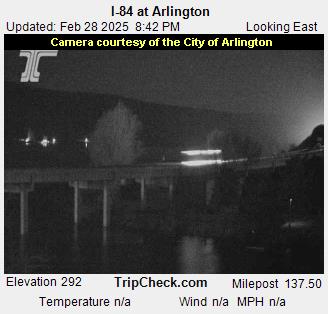 I-84 at Arlington
Updated: Feb 28 2025 8:42 PM Looking East
Camera courtesy of the City of Arlington
Elevation 292 TripCheck.com Milepost 137.50
Temperature n/a Wind n/a MPH n/a